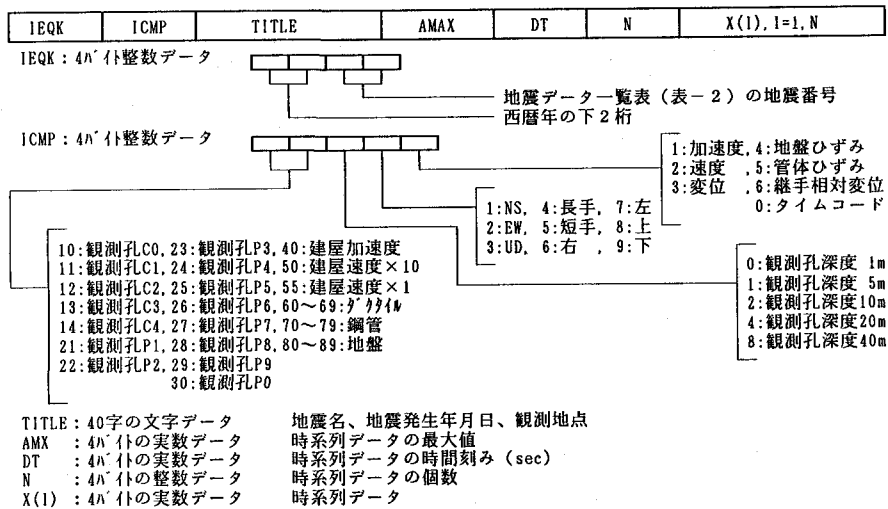 IEQK ICMP TITLE AMAX DT N X(I),I=1,N
IEQK：4バイト整数データ
地震データ一覧表（表－2）の地震番号
西暦年の下2桁
ICMP：4バイト整数データ
1:加速度,4:地盤ひずみ
2:速度 ,5:管体ひずみ
3:変位 ,6:継手相対変位
0:タイムコード
1:NS, 4:長手, 7:左
2:EW, 5:短手, 8:上
3:UD, 6:右 , 9:下
10:観測孔C0,23:観測孔P3,40:建屋加速度
11:観測孔C1,24:観測孔P4,50:建屋速度×10
12:観測孔C2,25:観測孔P5,55:建屋速度×1
13:観測孔C3,26:観測孔P6,60～69:ダクタイル
14:観測孔C4,27:観測孔P7,70～79:鋼管
21:観測孔P1,28:観測孔P8,80～89:地盤
22:観測孔P2,29:観測孔P9
30:観測孔P0
0:観測孔深度 1m
1:観測孔深度 5m
2:観測孔深度10m
4:観測孔深度20m
8:観測孔深度40m
TITLE：40字の文字データ 地震名、地震発生年月日、観測地点
AMX ：4バイトの実数データ 時系列データの最大値
DT ：4バイトの実数データ 時系列データの時間刻み（sec）
N ：4バイトの整数データ 時系列データの個数
X(I) ：4バイトの実数データ 時系列データ